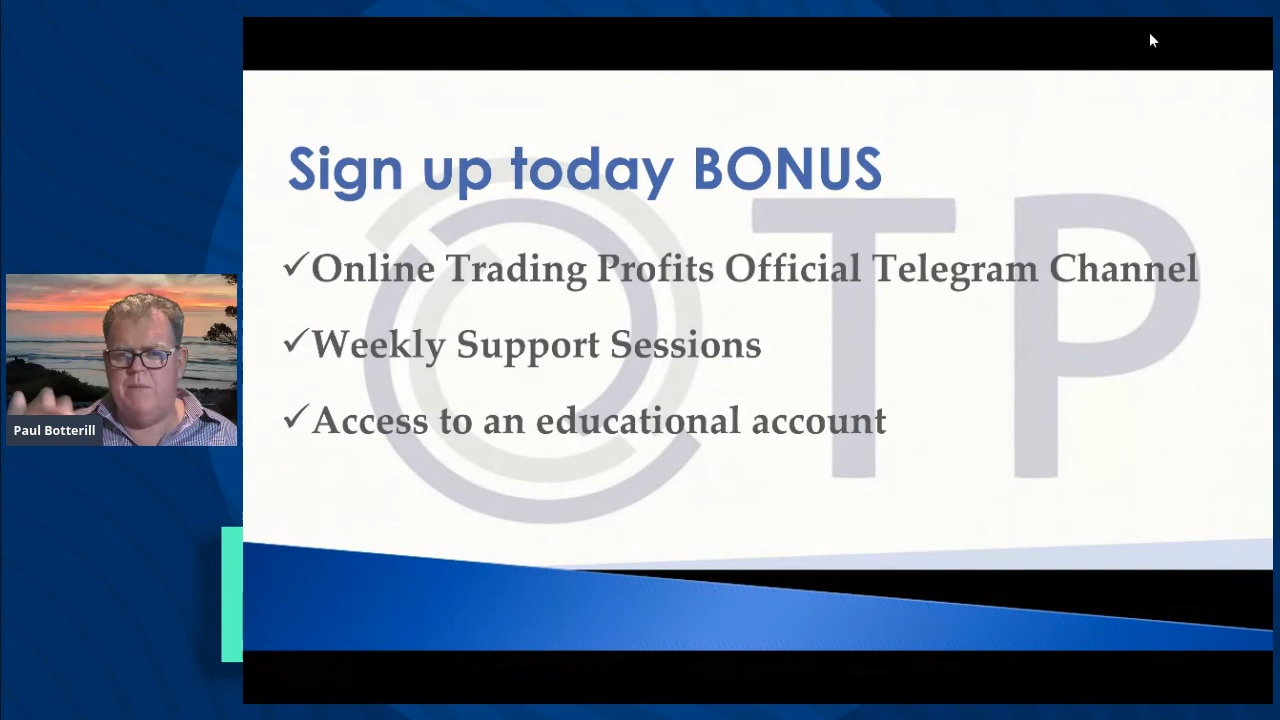 Sign up today BONUS
✓Online Trading Profits Official Telegram Channel
✓Weekly Support Sessions
✓Access to an educational account
OTP
Paul Botterill